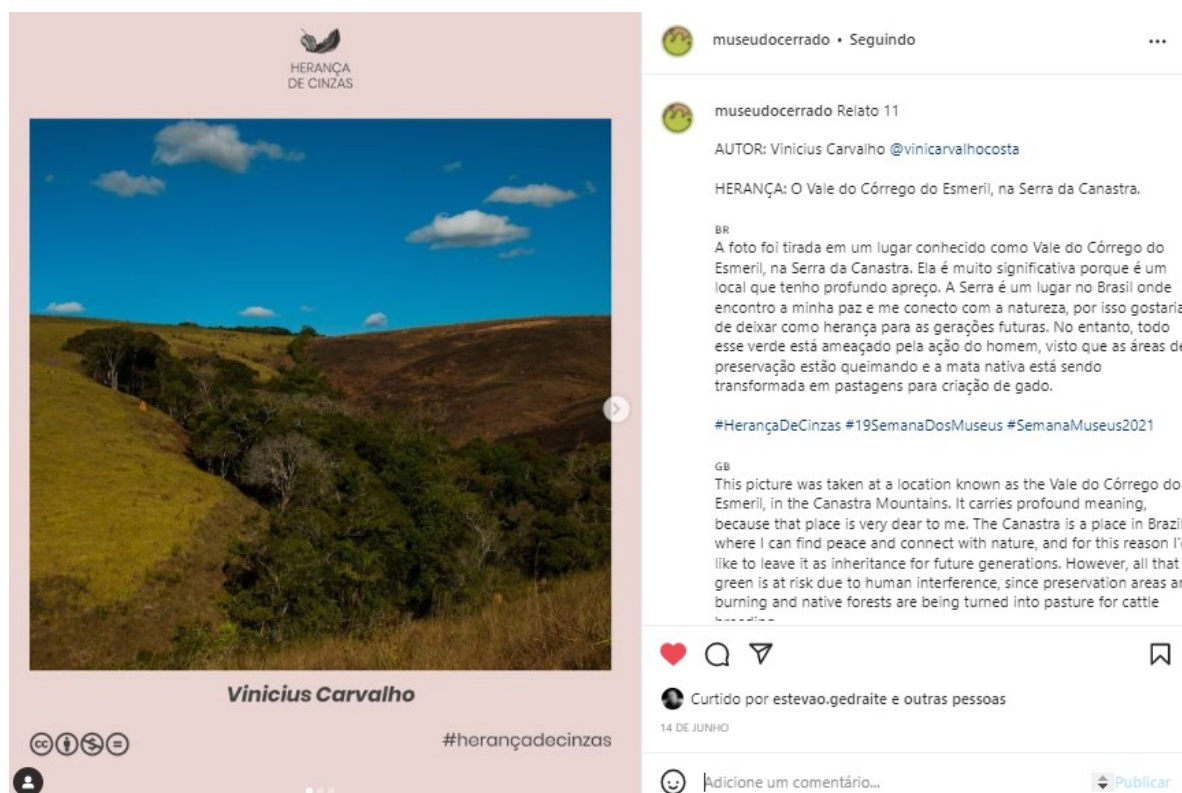 HERANÇA
DE CINZAS
Vinicius Carvalho
#herançadecinzas
museudocerrado • Seguindo
museudocerrado Relato 11
AUTOR: Vinicius Carvalho @vinicarvalhocosta
HERANÇA: O Vale do Córrego do Esmeril, na Serra da Canastra.
BR
A foto foi tirada em um lugar conhecido como Vale do Córrego do
Esmeril, na Serra da Canastra. Ela é muito significativa porque é um
local que tenho profundo apreço. A Serra é um lugar no Brasil onde
encontro a minha paz e me conecto com a natureza, por isso gostaria
de deixar como herança para as gerações futuras. No entanto, todo
esse verde está ameaçado pela ação do homem, visto que as áreas de
preservação estão queimando e a mata nativa está sendo
transformada em pastagens para criação de gado.
#HerançaDeCinzas #19SemanaDosMuseus #SemanaMuseus2021
GB
This picture was taken at a location known as the Vale do Córrego do
Esmeril, in the Canastra Mountains. It carries profound meaning,
because that place is very dear to me. The Canastra is a place in Brazil
where I can find peace and connect with nature, and for this reason I'd
like to leave it as inheritance for future generations. However, all that
green is at risk due to human interference, since preservation areas
burning and native forests are being turned into pasture for cattle
Curtido por estevao.gedraite e outras pessoas
14 DE JUNHO
Adicione um comentário...
Publicar